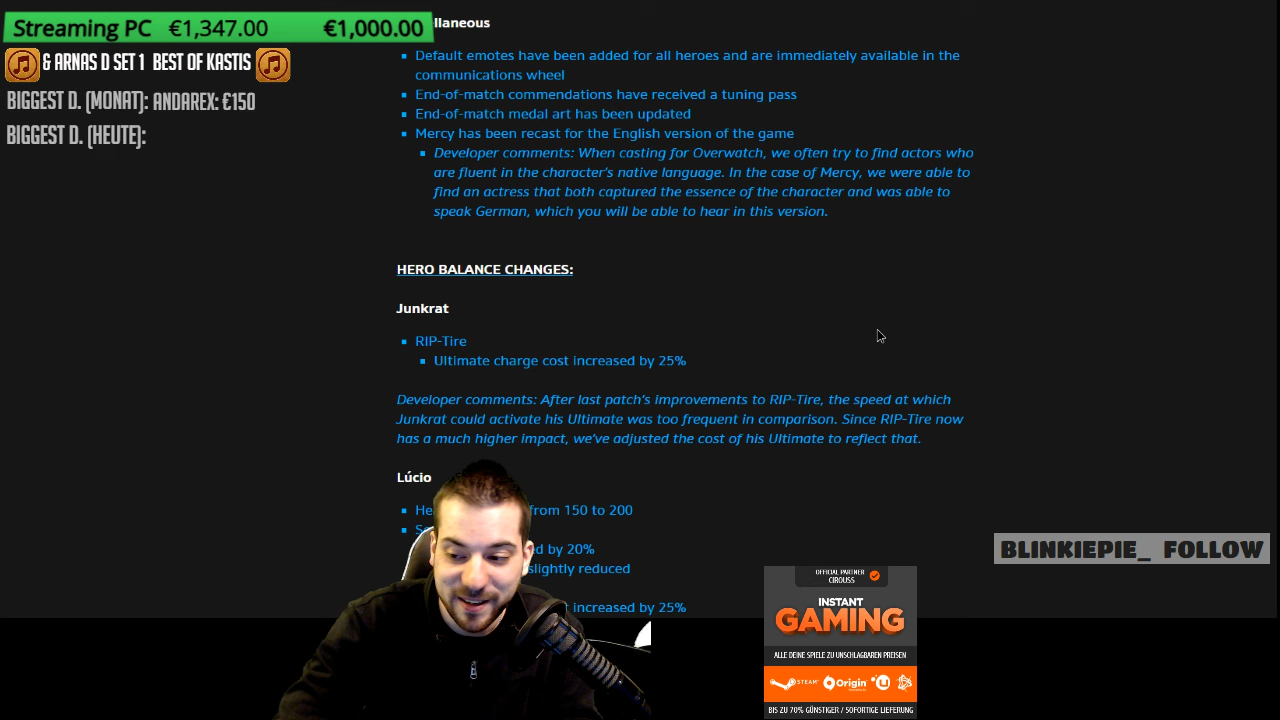 Streaming PC €1,347.00 €1,000.00
& ARNAS D SET 1 BEST OF KASTIS
BIGGEST D. (MONAT): ANDAREX: €150
BIGGEST D. (HEUTE):
llaneous
Default emotes have been added for all heroes and are immediately available in the
communications wheel
End-of-match commendations have received a tuning pass
End-of-match medal art has been updated
Mercy has been recast for the English version of the game
Developer comments: When casting for Overwatch, we often try to find actors who
are fluent in the character's native language. In the case of Mercy, we were able to
find an actress that both captured the essence of the character and was able to
speak German, which you will be able to hear in this version.
HERO BALANCE CHANGES:
Junkrat
RIP-Tire
Ultimate charge cost increased by 25%
Developer comments: After last patch's improvements to RIP-Tire, the speed at which
Junkrat could activate his Ultimate was too frequent in comparison. Since RIP-Tire now
has a much higher impact, we've adjusted the cost of his Ultimate to reflect that.
Lúcio
from 150 to 200
by 20%
slightly reduced
increased by 25%
BLINKIEPIE_ FOLLOW
OFFICIAL PARTNER
CIROUSS
INSTANT
GAMING
ALLE DEINE SPIELE ZU UNSCHLAGBAREN PREISEN
STEAM Origin
BIS ZU 70% GÜNSTIGER / SOFORTIGE LIEFERUNG